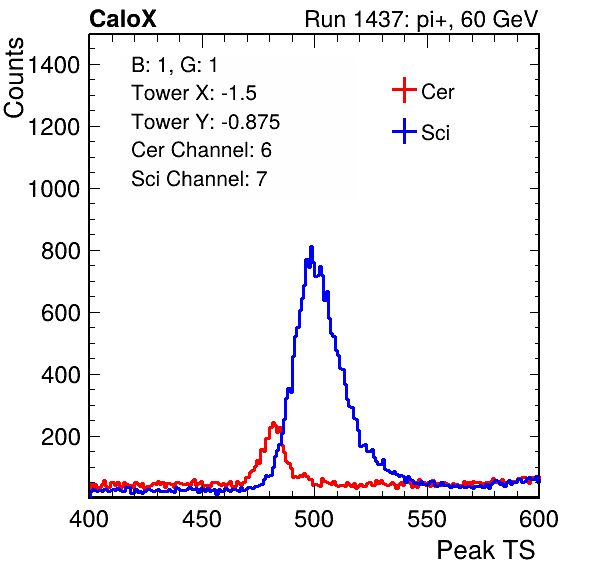 CaloX Run 1437: pi+, 60 GeV
Counts
1400
1200
1000
800
600
400
200
B: 1, G: 1
Tower X: -1.5
Tower Y: -0.875
Cer Channel: 6
Sci Channel: 7
Cer
Sci
400 450 500 550 600
Peak TS